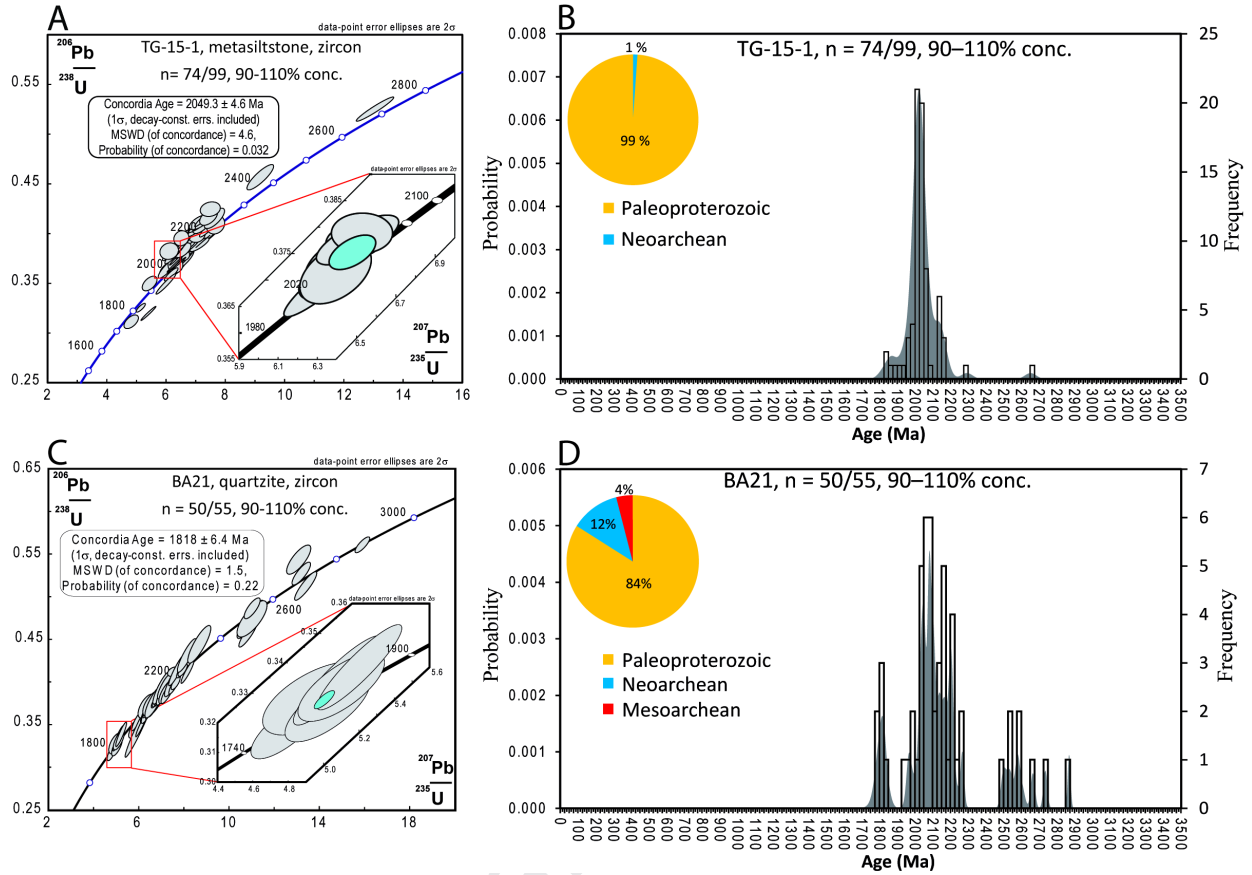 A
data-point error ellipses are 2σ
206
Pb
238
U
TG-15-1, metasiltstone, zircon
n= 74/99, 90-110% conc.
Concordia Age = 2049.3 ± 4.6 Ma
(1σ, decay-const. errs. included)
MSWD (of concordance) = 4.6,
Probability (of concordance) = 0.032
0.55
0.45
0.35
0.25
2800
2600
2400
2200
2000
1800
1600
data-point error ellipses are 2σ
0.385
0.375
0.365
0.355
2100
2020
1980
5.9
6.1
6.3
6.5
6.7
6.9
207
Pb
235
U
2 4 6 8 10 12 14 16
B
TG-15-1, n = 74/99, 90–110% conc.
1 %
99 %
Paleoproterozoic
Neoarchean
Probability
0.008
0.007
0.006
0.005
0.004
0.003
0.002
0.001
0.000
Frequency
25
20
15
10
5
0
0 100 200 300 400 500 600 700 800 900 1000 1100 1200 1300 1400 1500 1600 1700 1800 1900 2000 2100 2200 2300 2400 2500 2600 2700 2800 2900 3000 3100 3200 3300 3400 3500
Age (Ma)
C
data-point error ellipses are 2σ
206
Pb
238
U
BA21, quartzite, zircon
n = 50/55, 90-110% conc.
Concordia Age = 1818 ± 6.4 Ma
(1σ, decay-const. errs. included)
MSWD (of concordance) = 1.5,
Probability (of concordance) = 0.22
0.65
0.55
0.45
0.35
0.25
3000
2600
2200
1800
data-point error ellipses are 2σ
0.36
0.35
0.34
0.33
0.32
0.31
0.30
1900
1740
4.4
4.6
4.8
5.0
5.2
5.4
5.6
207
Pb
235
U
2 6 10 14 18
D
BA21, n = 50/55, 90–110% conc.
4%
12%
84%
Paleoproterozoic
Neoarchean
Mesoarchean
Probability
0.006
0.005
0.004
0.003
0.002
0.001
0.000
Frequency
7
6
5
4
3
2
1
0
0 100 200 300 400 500 600 700 800 900 1000 1100 1200 1300 1400 1500 1600 1700 1800 1900 2000 2100 2200 2300 2400 2500 2600 2700 2800 2900 3000 3100 3200 3300 3400 3500
Age (Ma)